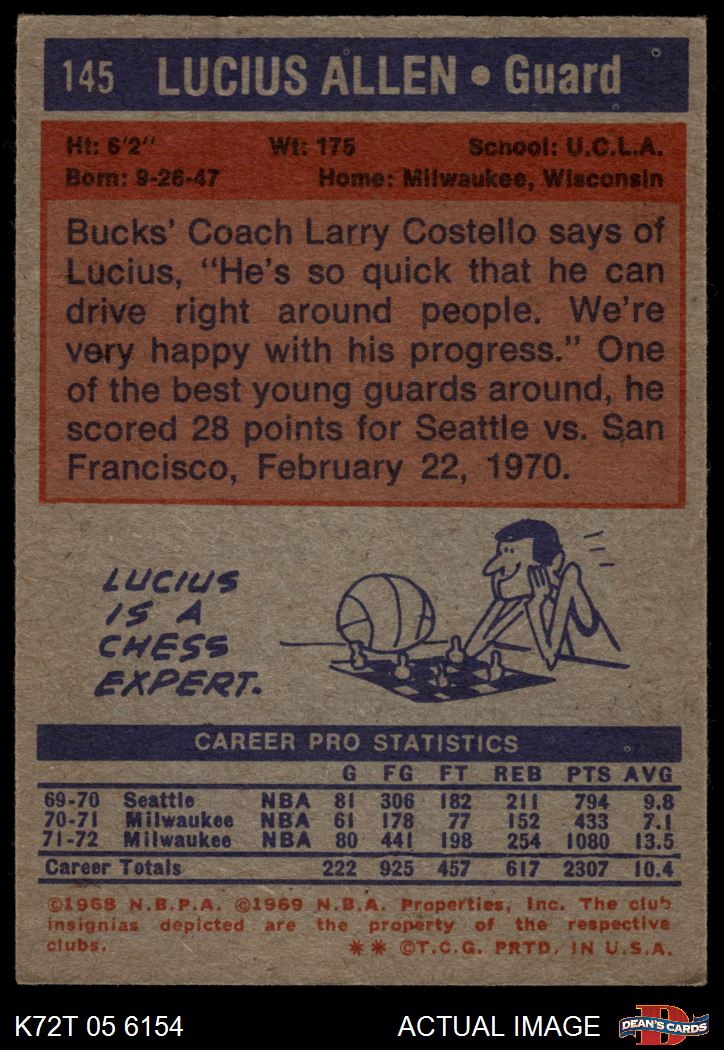 145 LUCIUS ALLEN • Guard
Ht: 6'2" Wt: 175 School: U.C.L.A.
Born: 9-26-47 Home: Milwaukee, Wisconsin
Bucks' Coach Larry Costello says of
Lucius, "He's so quick that he can
drive right around people. We're
very happy with his progress." One
of the best young guards around, he
scored 28 points for Seattle vs. San
Francisco, February 22, 1970.
LUCIUS
IS A
CHESS
EXPERT.
CAREER PRO STATISTICS
G FG FT REB PTS AVG
69-70 Seattle NBA 81 306 182 211 794 9.8
70-71 Milwaukee NBA 61 178 77 152 433 7.1
71-72 Milwaukee NBA 80 441 198 254 1080 13.5
Career Totals 222 925 457 617 2307 10.4
©1968 N.B.P.A. ©1969 N.B.A. Properties, Inc. The club
insignias depicted are the property of the respective
clubs. ** ©T.C.G. PRTD. IN U.S.A.
K72T 05 6154 ACTUAL IMAGE D DEAN'S CARDS